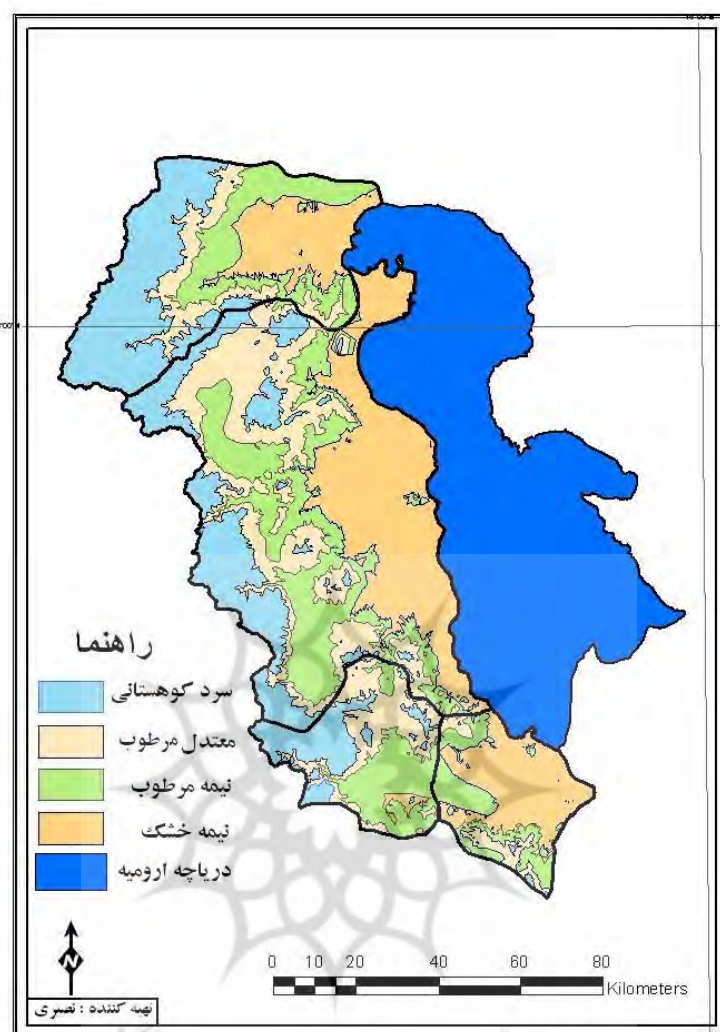 راهنما
سرد کوهستانی
معتدل مرطوب
نیمه مرطوب
نیمه خشک
دریاچه ارومیه
N
0 10 20 40 60 80
Kilometers
تهیه کننده : نصیری